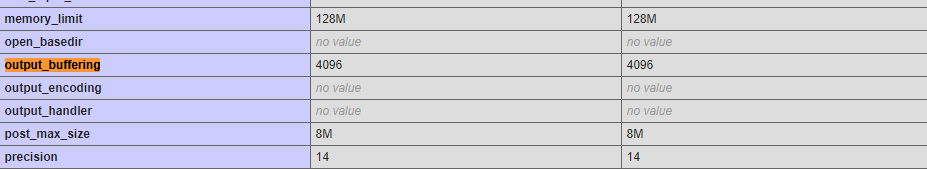 memory_limit 128M 128M
open_basedir no value no value
output_buffering 4096 4096
output_encoding no value no value
output_handler no value no value
post_max_size 8M 8M
precision 14 14